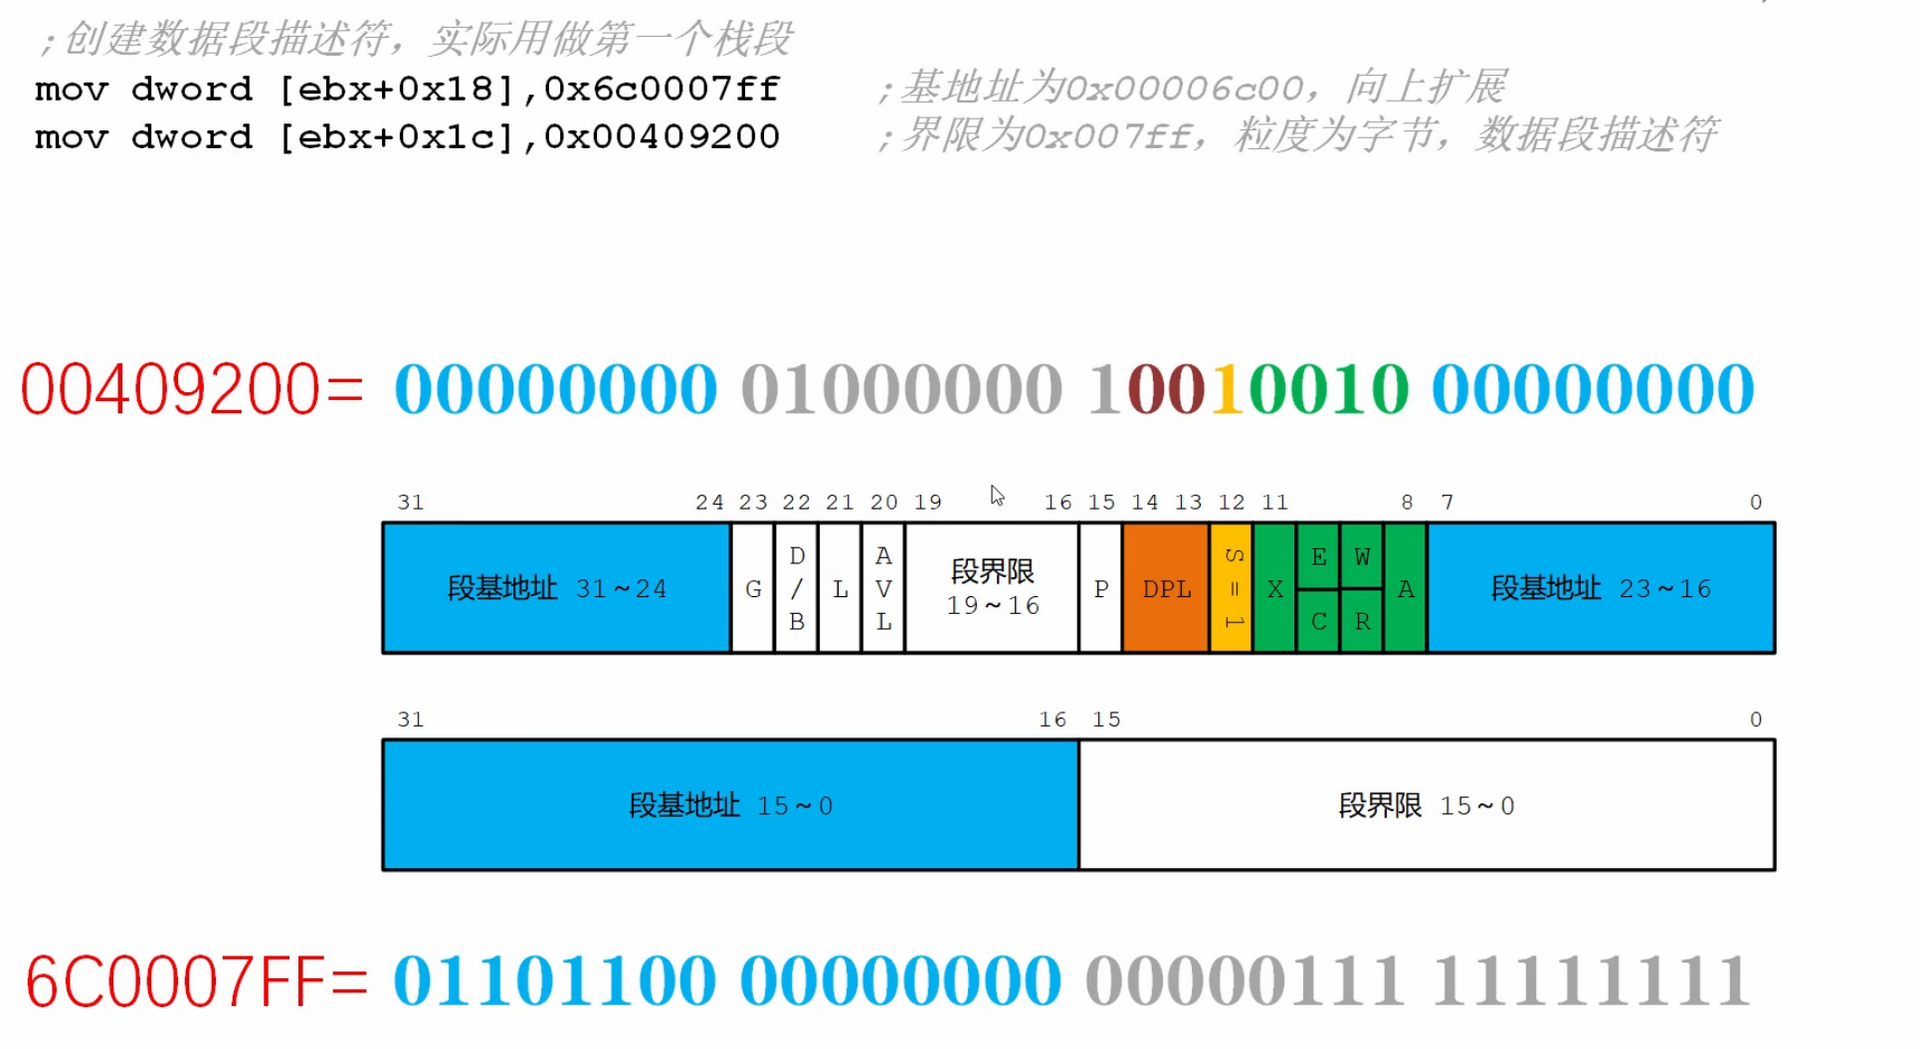 ;创建数据段描述符，实际用做第一个栈段
mov dword [ebx+0x18],0x6c0007ff ;基地址为0x00006c00，向上扩展
mov dword [ebx+0x1c],0x00409200 ;界限为0x007ff，粒度为字节，数据段描述符
00409200= 00000000 01000000 10010010 00000000
31 24 23 22 21 20 19 16 15 14 13 12 11 8 7 0
段基地址 31~24 G D/B L AVL 段界限 19~16 P DPL S=1 X E C W R A 段基地址 23~16
31 16 15 0
段基地址 15~0 段界限 15~0
6C0007FF= 01101100 00000000 00000111 11111111